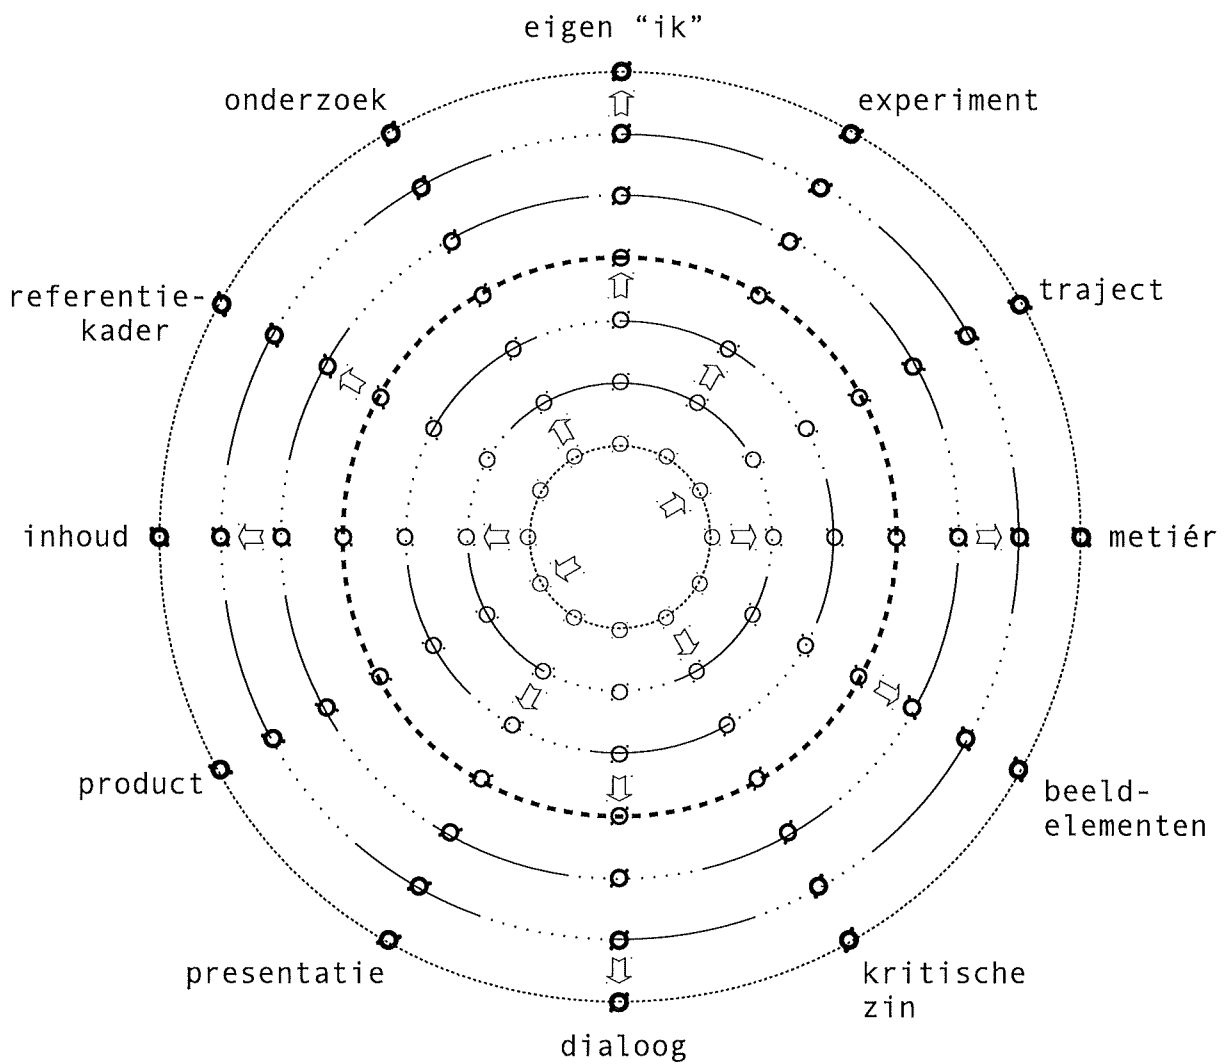 eigen “ik”
onderzoek
experiment
referentie-
kader
traject
inhoud
metiér
product
beeld-
elementen
presentatie
kritische
zin
dialoog